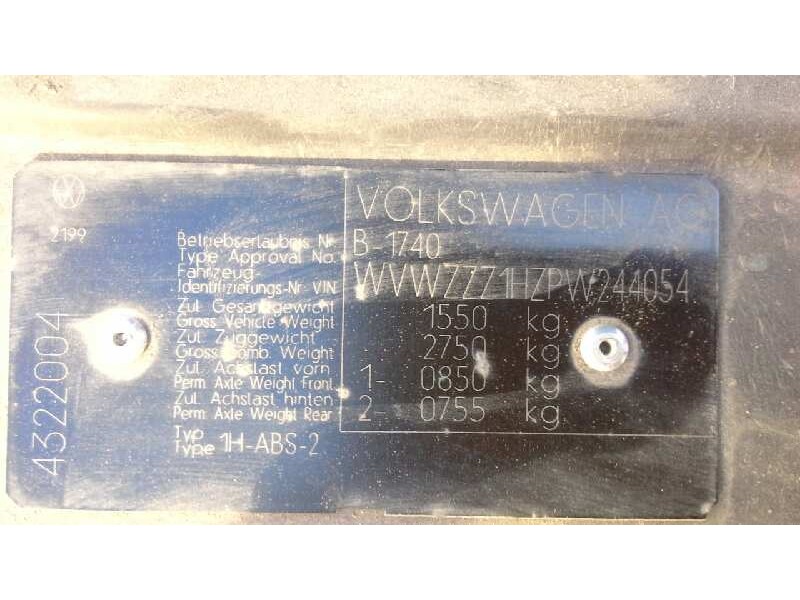 VOLKSWAGEN AG
2199
Betriebserlaubnis Nr. B-1740
Type Approval No.
Fahrzeug-
Identifizierungs-Nr. VIN WVWZZZ1HZPW244054
Zul. Gesamtgewicht 1550 kg
Gross Vehicle Weight
Zul. Zuggewicht 2750 kg
Gross Comb. Weight
Zul. Achslast vorn 1- 0850 kg
Perm. Axle Weight Front
Zul. Achslast hinten 2- 0755 kg
Perm. Axle Weight Rear
Typ
Type 1H-ABS-2
4322004